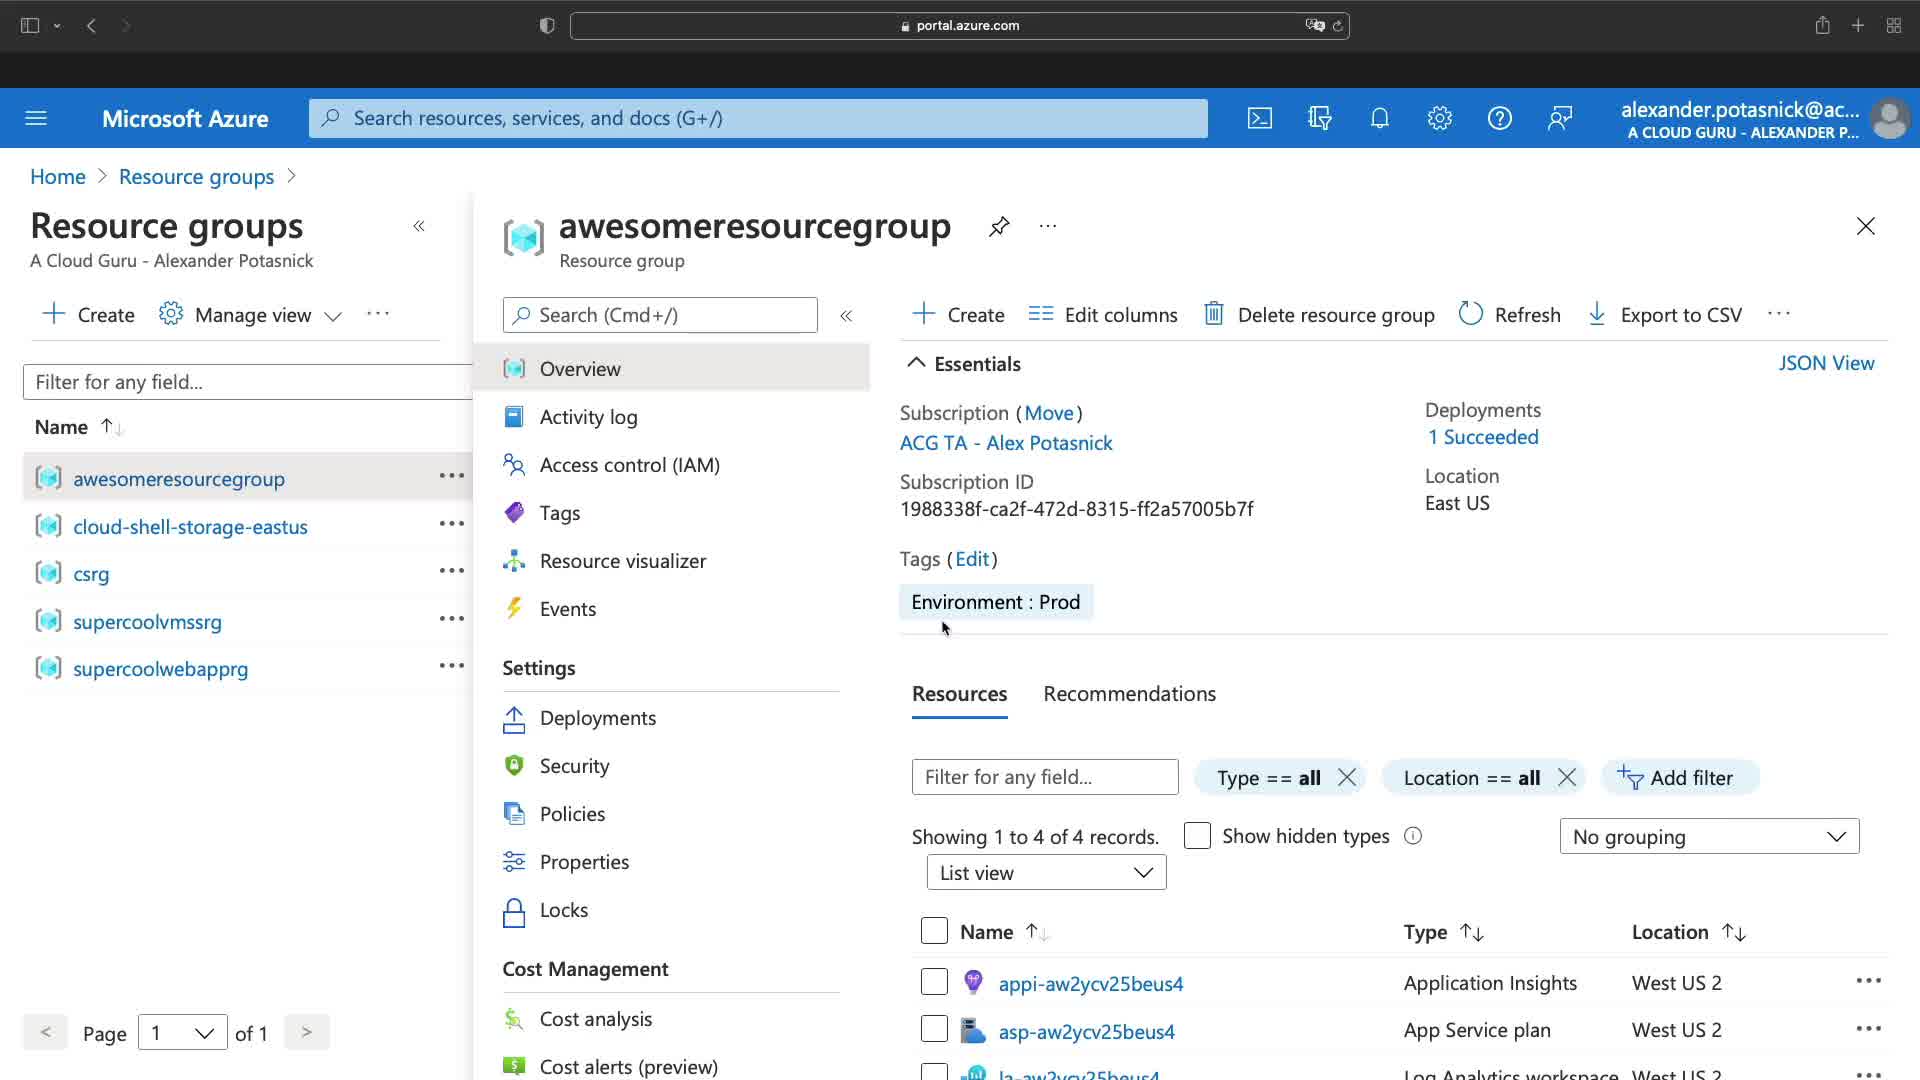 portal.azure.com
Microsoft Azure
Search resources, services, and docs (G+/)
alexander.potasnick@ac...
A CLOUD GURU - ALEXANDER P...
Home > Resource groups >
Resource groups
A Cloud Guru - Alexander Potasnick
Create
Manage view
Filter for any field...
Name
awesomeresourcegroup
cloud-shell-storage-eastus
csrg
supercoolvmssrg
supercoolwebapprg
< Page 1 of 1 >
awesomeresourcegroup
Resource group
Search (Cmd+/)
Overview
Activity log
Access control (IAM)
Tags
Resource visualizer
Events
Settings
Deployments
Security
Policies
Properties
Locks
Cost Management
Cost analysis
Cost alerts (preview)
Create
Edit columns
Delete resource group
Refresh
Export to CSV
Essentials
JSON View
Subscription (Move)
ACG TA - Alex Potasnick
Subscription ID
1988338f-ca2f-472d-8315-ff2a57005b7f
Deployments
1 Succeeded
Location
East US
Tags (Edit)
Environment : Prod
Resources
Recommendations
Filter for any field...
Type == all
Location == all
Add filter
Showing 1 to 4 of 4 records.
Show hidden types
No grouping
List view
Name Type Location
appi-aw2ycv25beus4 Application Insights West US 2
asp-aw2ycv25beus4 App Service plan West US 2
la-aw2ycv25beus4 Log Analytics workspace West US 2